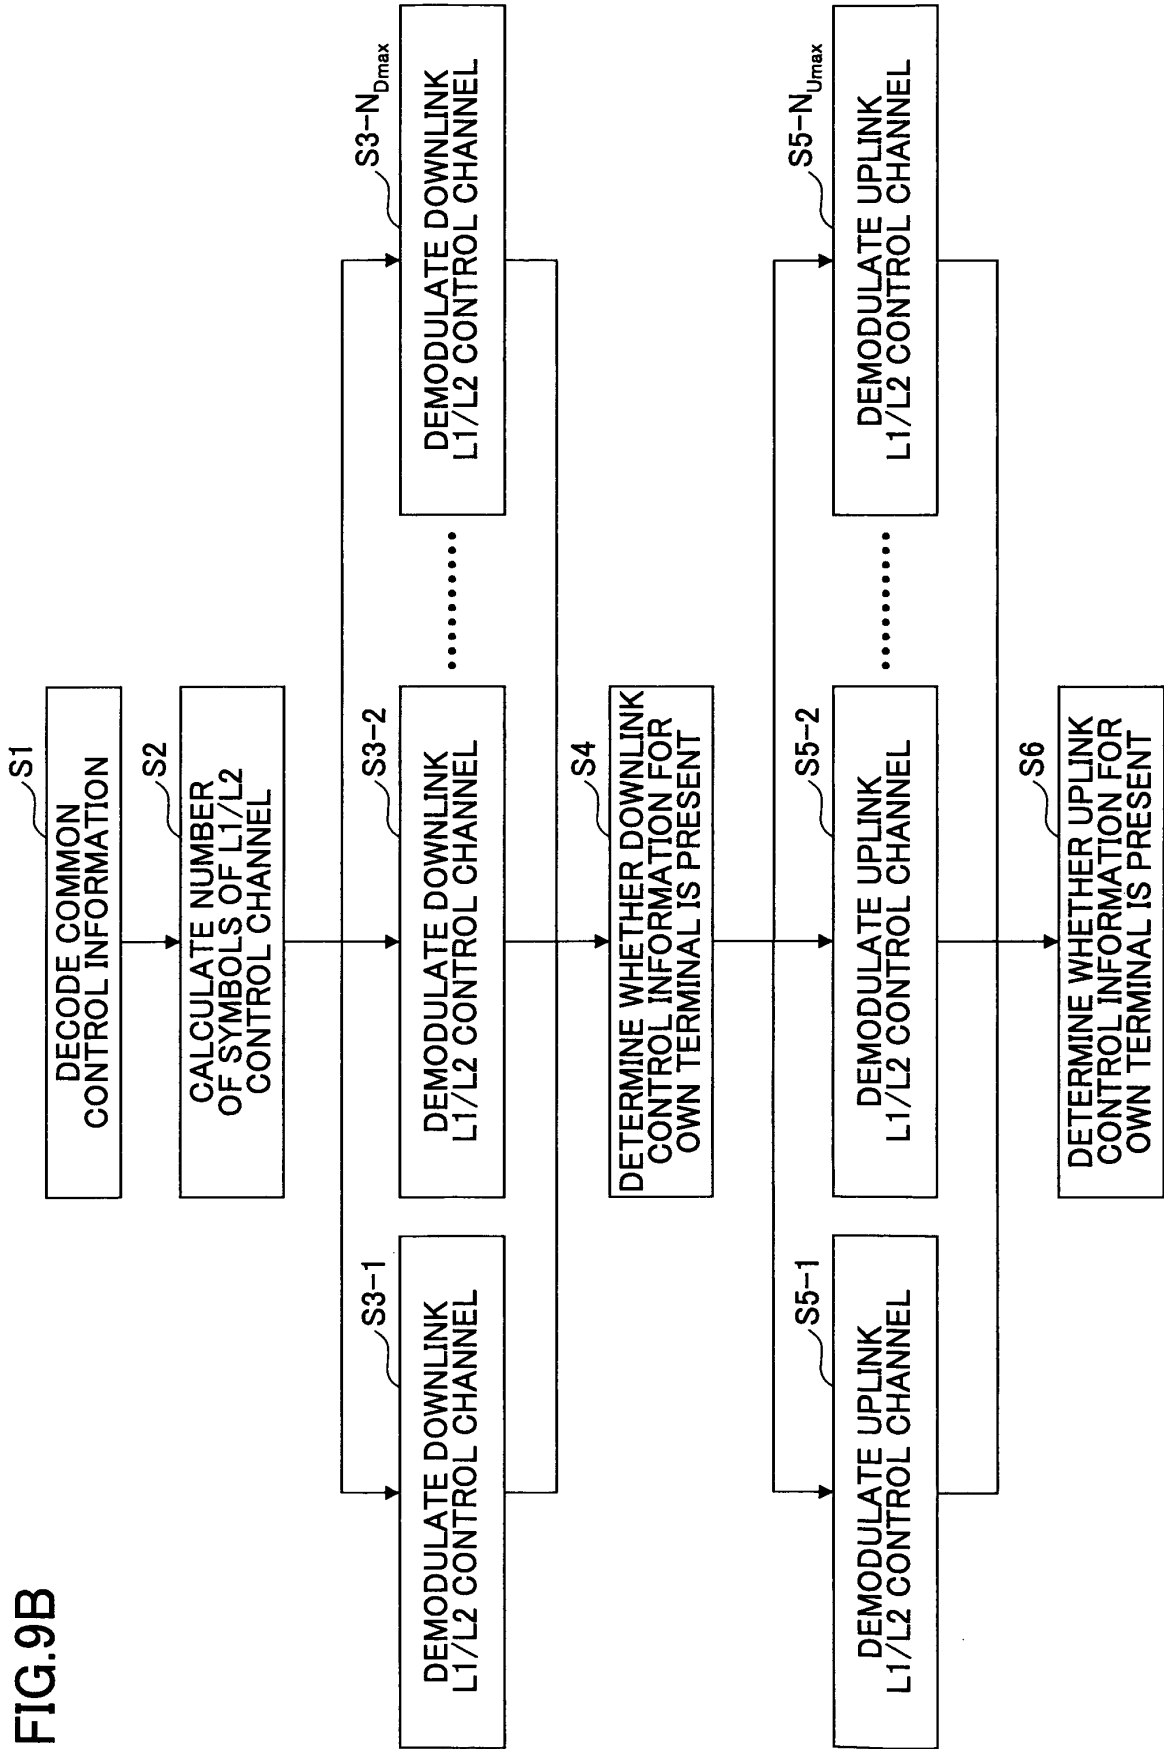 FIG.9B
S1
DECODE COMMON
CONTROL INFORMATION
S2
CALCULATE NUMBER
OF SYMBOLS OF L1/L2
CONTROL CHANNEL
S3-1
DEMODULATE DOWNLINK
L1/L2 CONTROL CHANNEL
S3-2
DEMODULATE DOWNLINK
L1/L2 CONTROL CHANNEL
..........
S3-NDmax
DEMODULATE DOWNLINK
L1/L2 CONTROL CHANNEL
S4
DETERMINE WHETHER DOWNLINK
CONTROL INFORMATION FOR
OWN TERMINAL IS PRESENT
S5-1
DEMODULATE UPLINK
L1/L2 CONTROL CHANNEL
S5-2
DEMODULATE UPLINK
L1/L2 CONTROL CHANNEL
..........
S5-NUmax
DEMODULATE UPLINK
L1/L2 CONTROL CHANNEL
S6
DETERMINE WHETHER UPLINK
CONTROL INFORMATION FOR
OWN TERMINAL IS PRESENT